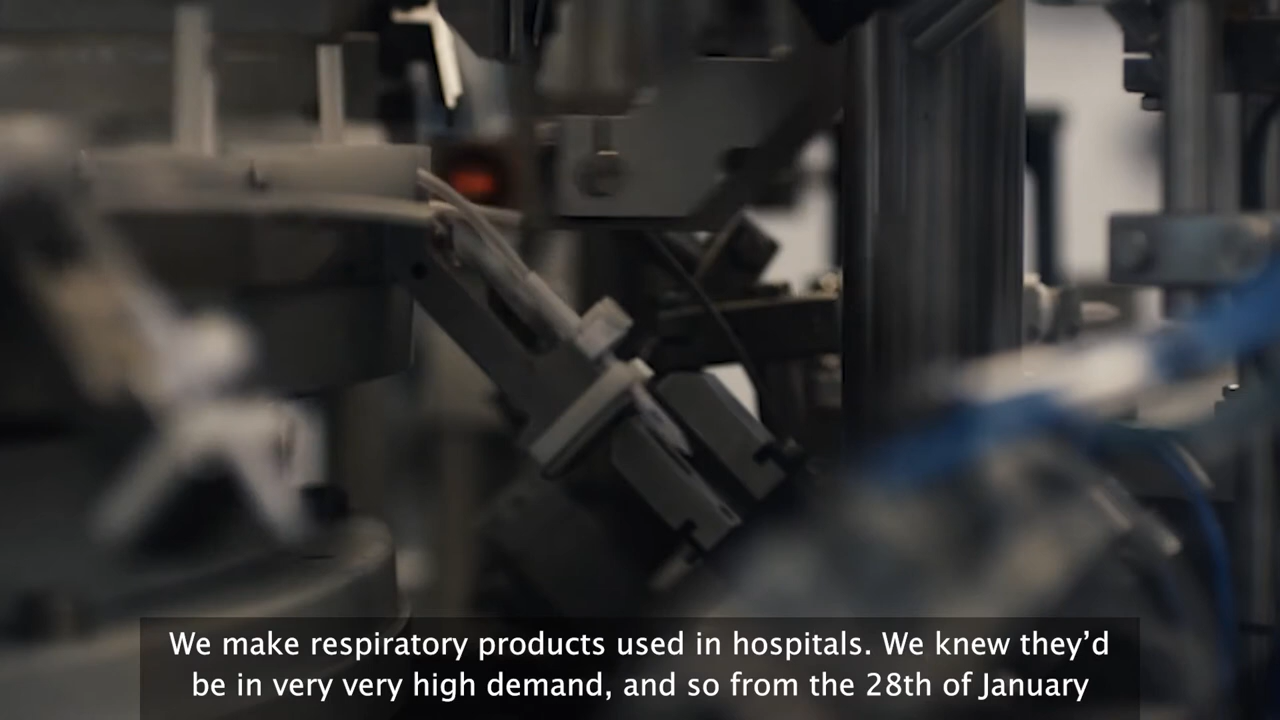 We make respiratory products used in hospitals. We knew they’d
be in very very high demand, and so from the 28th of January